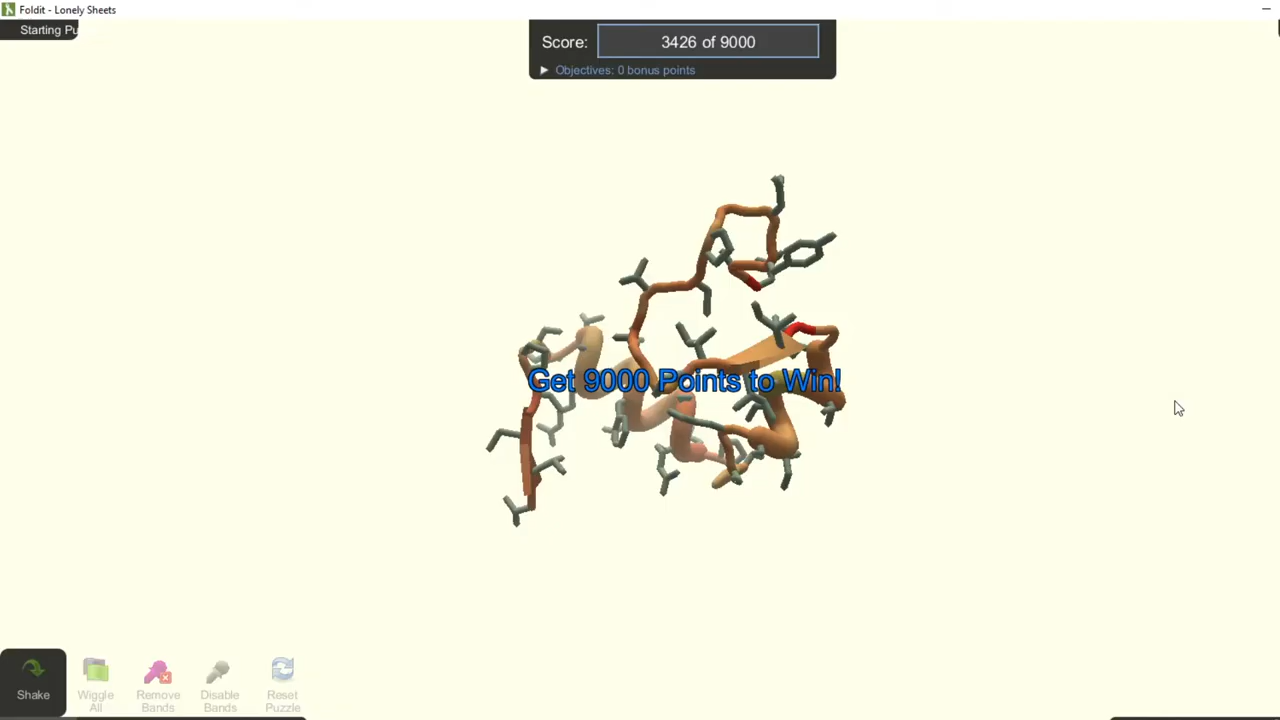 Foldit - Lonely Sheets
Starting Pu
Score: 3426 of 9000
Objectives: 0 bonus points
Get 9000 Points to Win!
Shake
Wiggle All
Remove Bands
Disable Bands
Reset Puzzle